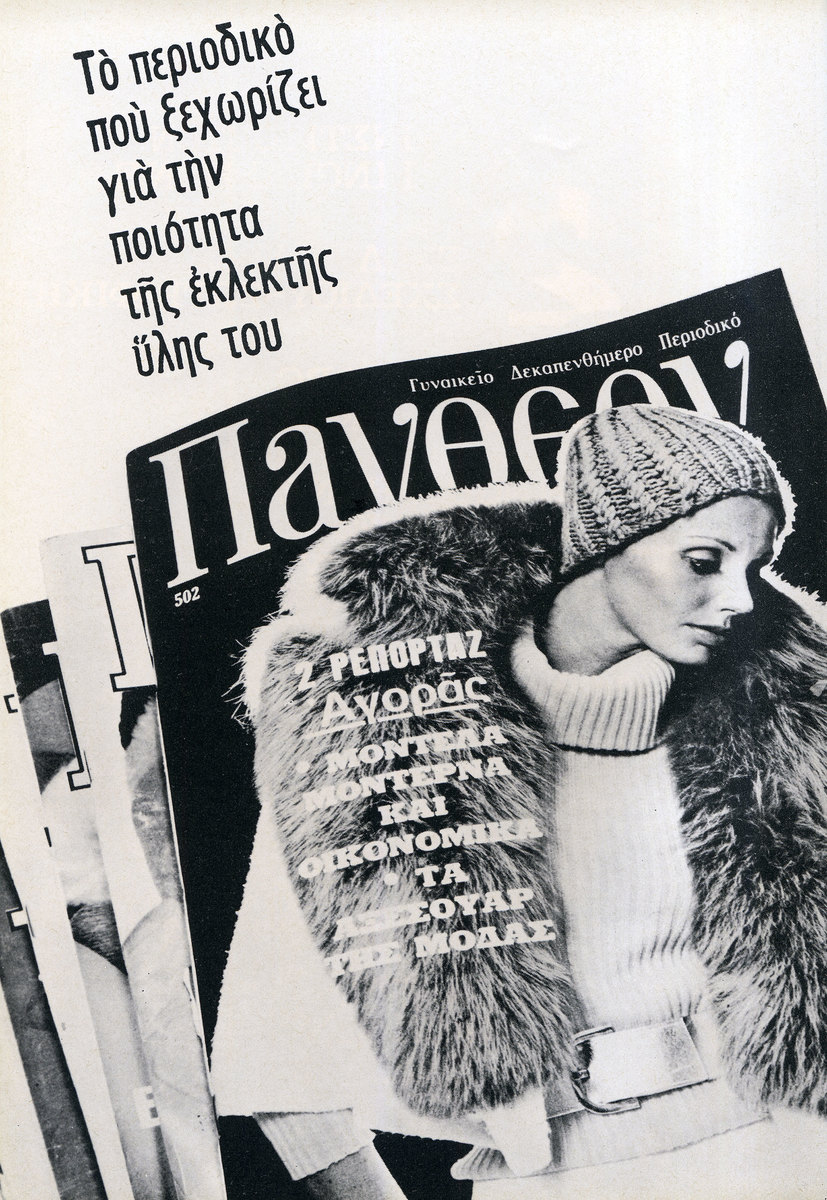 Τὸ περιοδικὸ
ποὺ ξεχωρίζει
γιὰ τὴν
ποιότητα
τῆς ἐκλεκτῆς
ὕλης του
Γυναικεῖο Δεκαπενθήμερο Περιοδικό
Πανθεον
502
2 ΡΕΠΟΡΤΑΖ
Αγορᾶς
• ΜΟΝΤΕΛΑ
ΜΟΝΤΕΡΝΑ
ΚΑΙ
ΟΙΚΟΝΟΜΙΚΑ
• ΤΑ
ΑΞΕΣΟΥΑΡ
ΤΗΣ ΜΟΔΑΣ